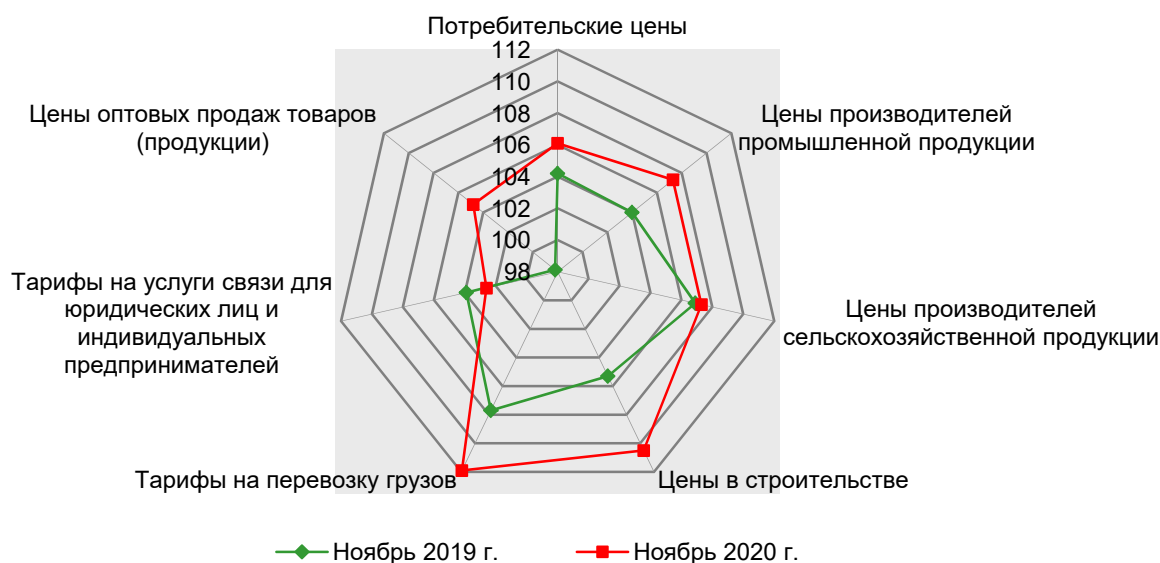 Потребительские цены
112
110
108
106
104
102
100
98
Цены производителей
промышленной продукции
Цены производителей
сельскохозяйственной продукции
Цены в строительстве
Тарифы на перевозку грузов
Тарифы на услуги связи для
юридических лиц и
индивидуальных
предпринимателей
Цены оптовых продаж товаров
(продукции)
Ноябрь 2019 г.
Ноябрь 2020 г.